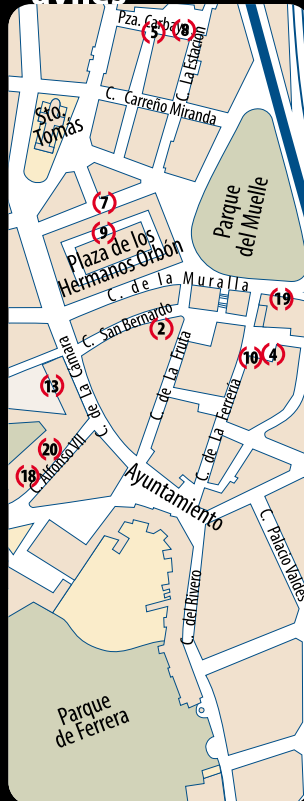 Pza. Carbayo
5
8
C. La Estación
C. Carreño Miranda
Sto.
Tomás
Parque
del Muelle
7
9
Plaza de los
Hermanos Orbón
C. de la Muralla
19
C. San Bernardo
2
10
4
C. de La Cámara
C. de La Fruta
C. de La Ferrería
13
20
18
C. Alfonso VII
Ayuntamiento
C. Palacio Valdés
C. del Rivero
Parque
de Ferrera